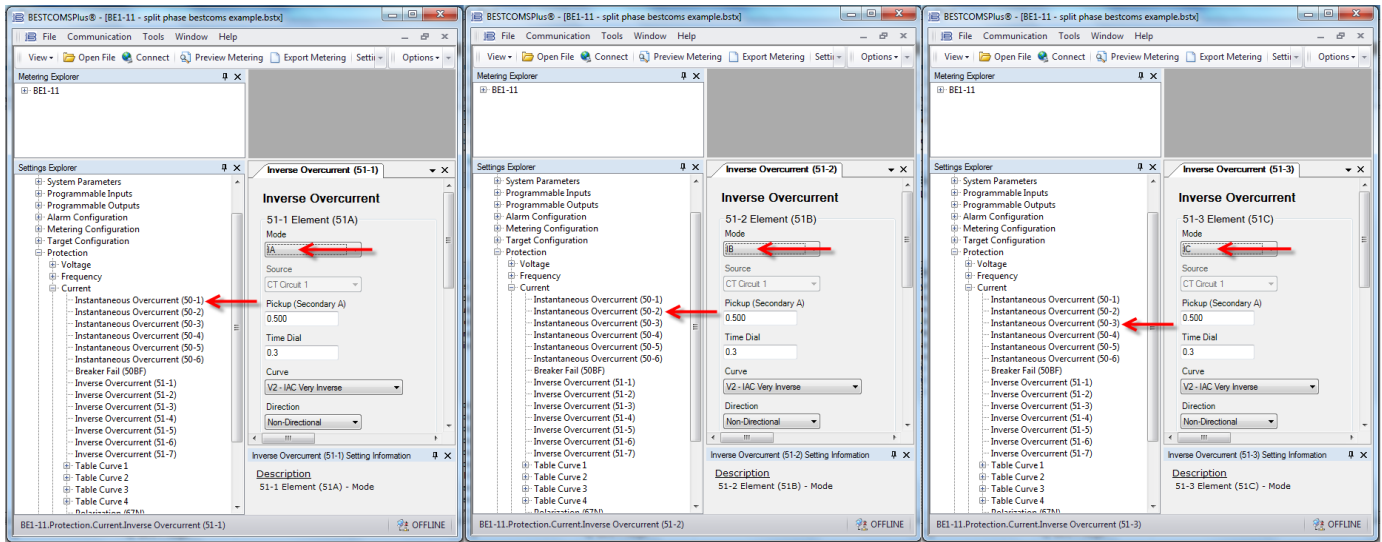 BESTCOMSPlus® - [BE1-11 - split phase bestcoms example.bstx]
File Communication Tools Window Help
View Open File Connect Preview Metering Export Metering Options
Metering Explorer
BE1-11
Settings Explorer
System Parameters
Programmable Inputs
Programmable Outputs
Alarm Configuration
Metering Configuration
Target Configuration
Protection
Voltage
Frequency
Current
Instantaneous Overcurrent (50-1)
Instantaneous Overcurrent (50-2)
Instantaneous Overcurrent (50-3)
Instantaneous Overcurrent (50-4)
Instantaneous Overcurrent (50-5)
Instantaneous Overcurrent (50-6)
Breaker Fail (50BF)
Inverse Overcurrent (51-1)
Inverse Overcurrent (51-2)
Inverse Overcurrent (51-3)
Inverse Overcurrent (51-4)
Inverse Overcurrent (51-5)
Inverse Overcurrent (51-6)
Inverse Overcurrent (51-7)
Table Curve 1
Table Curve 2
Table Curve 3
Table Curve 4
Polarization (67N)
Inverse Overcurrent (51-1)
Inverse Overcurrent
51-1 Element (51A)
Mode
IA
Source
CT Circuit 1
Pickup (Secondary A)
0.500
Time Dial
0.3
Curve
V2 - IAC Very Inverse
Direction
Non-Directional
Inverse Overcurrent (51-1) Setting Information
Description
51-1 Element (51A) - Mode
BE1-11.Protection.Current.Inverse Overcurrent (51-1)
OFFLINE
BESTCOMSPlus® - [BE1-11 - split phase bestcoms example.bstx]
File Communication Tools Window Help
View Open File Connect Preview Metering Export Metering Options
Metering Explorer
BE1-11
Settings Explorer
System Parameters
Programmable Inputs
Programmable Outputs
Alarm Configuration
Metering Configuration
Target Configuration
Protection
Voltage
Frequency
Current
Instantaneous Overcurrent (50-1)
Instantaneous Overcurrent (50-2)
Instantaneous Overcurrent (50-3)
Instantaneous Overcurrent (50-4)
Instantaneous Overcurrent (50-5)
Instantaneous Overcurrent (50-6)
Breaker Fail (50BF)
Inverse Overcurrent (51-1)
Inverse Overcurrent (51-2)
Inverse Overcurrent (51-3)
Inverse Overcurrent (51-4)
Inverse Overcurrent (51-5)
Inverse Overcurrent (51-6)
Inverse Overcurrent (51-7)
Table Curve 1
Table Curve 2
Table Curve 3
Table Curve 4
Polarization (67N)
Inverse Overcurrent (51-2)
Inverse Overcurrent
51-2 Element (51B)
Mode
IB
Source
CT Circuit 1
Pickup (Secondary A)
0.500
Time Dial
0.3
Curve
V2 - IAC Very Inverse
Direction
Non-Directional
Inverse Overcurrent (51-2) Setting Information
Description
51-2 Element (51B) - Mode
BE1-11.Protection.Current.Inverse Overcurrent (51-2)
OFFLINE
BESTCOMSPlus® - [BE1-11 - split phase bestcoms example.bstx]
File Communication Tools Window Help
View Open File Connect Preview Metering Export Metering Options
Metering Explorer
BE1-11
Settings Explorer
System Parameters
Programmable Inputs
Programmable Outputs
Alarm Configuration
Metering Configuration
Target Configuration
Protection
Voltage
Frequency
Current
Instantaneous Overcurrent (50-1)
Instantaneous Overcurrent (50-2)
Instantaneous Overcurrent (50-3)
Instantaneous Overcurrent (50-4)
Instantaneous Overcurrent (50-5)
Instantaneous Overcurrent (50-6)
Breaker Fail (50BF)
Inverse Overcurrent (51-1)
Inverse Overcurrent (51-2)
Inverse Overcurrent (51-3)
Inverse Overcurrent (51-4)
Inverse Overcurrent (51-5)
Inverse Overcurrent (51-6)
Inverse Overcurrent (51-7)
Table Curve 1
Table Curve 2
Table Curve 3
Table Curve 4
Polarization (67N)
Inverse Overcurrent (51-3)
Inverse Overcurrent
51-3 Element (51C)
Mode
IC
Source
CT Circuit 1
Pickup (Secondary A)
0.500
Time Dial
0.3
Curve
V2 - IAC Very Inverse
Direction
Non-Directional
Inverse Overcurrent (51-3) Setting Information
Description
51-3 Element (51C) - Mode
BE1-11.Protection.Current.Inverse Overcurrent (51-3)
OFFLINE